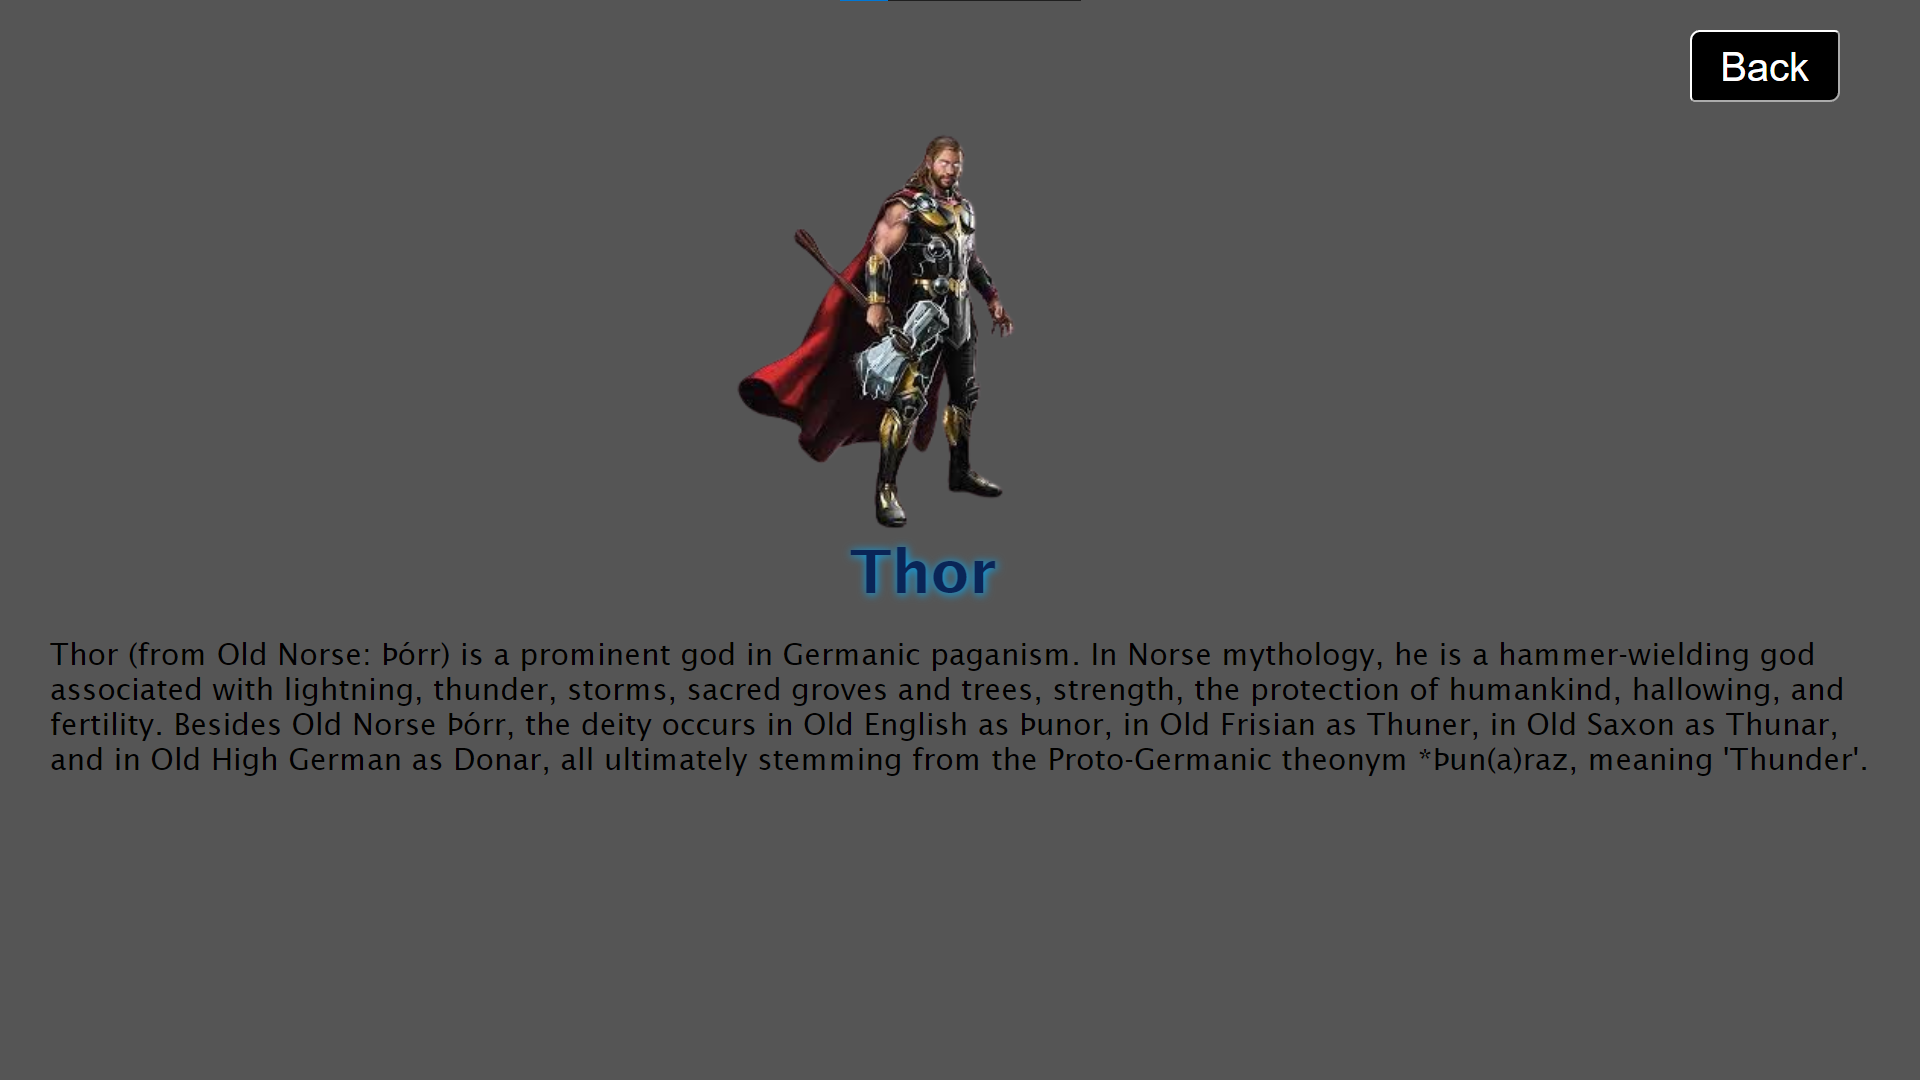 Back
Thor
Thor (from Old Norse: Þórr) is a prominent god in Germanic paganism. In Norse mythology, he is a hammer-wielding god
associated with lightning, thunder, storms, sacred groves and trees, strength, the protection of humankind, hallowing, and
fertility. Besides Old Norse Þórr, the deity occurs in Old English as Þunor, in Old Frisian as Thuner, in Old Saxon as Thunar,
and in Old High German as Donar, all ultimately stemming from the Proto-Germanic theonym *Þun(a)raz, meaning 'Thunder'.